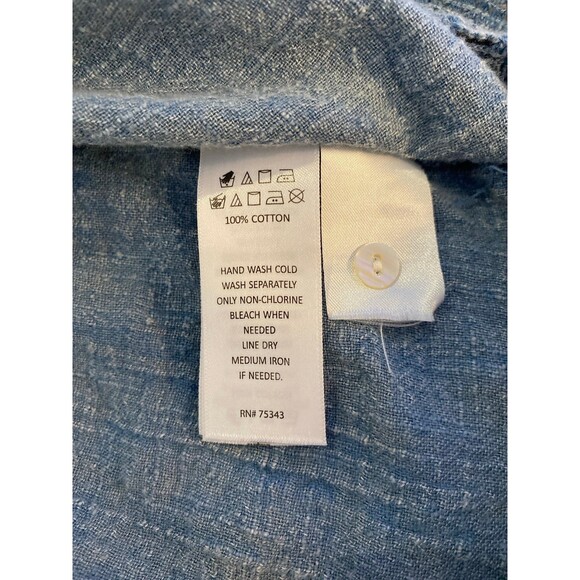 100% COTTON
HAND WASH COLD
WASH SEPARATELY
ONLY NON-CHLORINE
BLEACH WHEN
NEEDED
LINE DRY
MEDIUM IRON
IF NEEDED.
RN# 75343